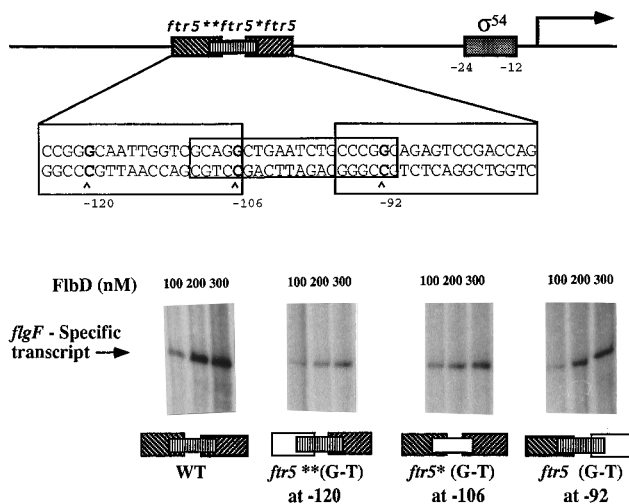 ftr5**ftr5*ftr5
σ54
-24 -12
CCGGGCAATTGGTCGCAGGCTGAATCTGCCCGGCAGAGTCCGACCAG
GGCCCGTTAACCAGCGTCCGACTTAGACGGGCCGTCTCAGGCTGGTC
^ ^ ^
-120 -106 -92
FlbD (nM) 100 200 300 100 200 300 100 200 300 100 200 300
flgF - Specific
transcript
WT ftr5 **(G-T) ftr5* (G-T) ftr5 (G-T)
at -120 at -106 at -92